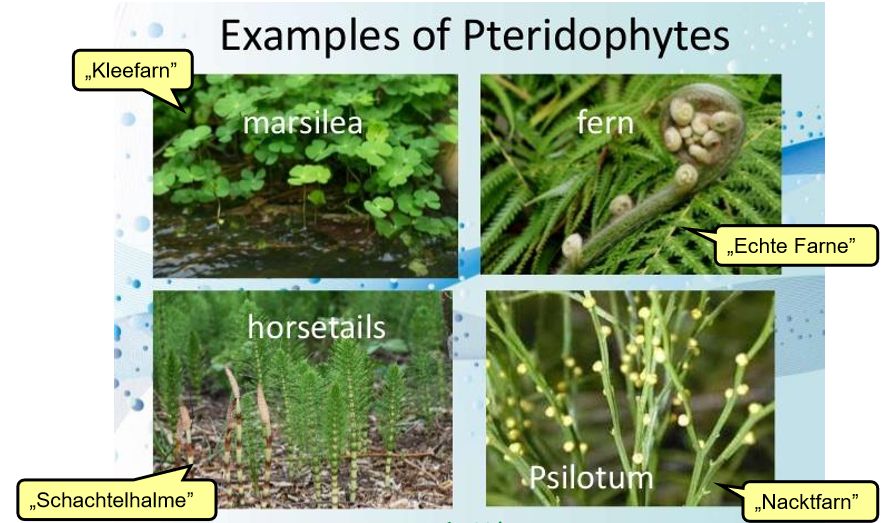 Examples of Pteridophytes
„Kleefarn”
marsilea
fern
„Echte Farne”
horsetails
Psilotum
„Schachtelhalme”
„Nacktfarn”